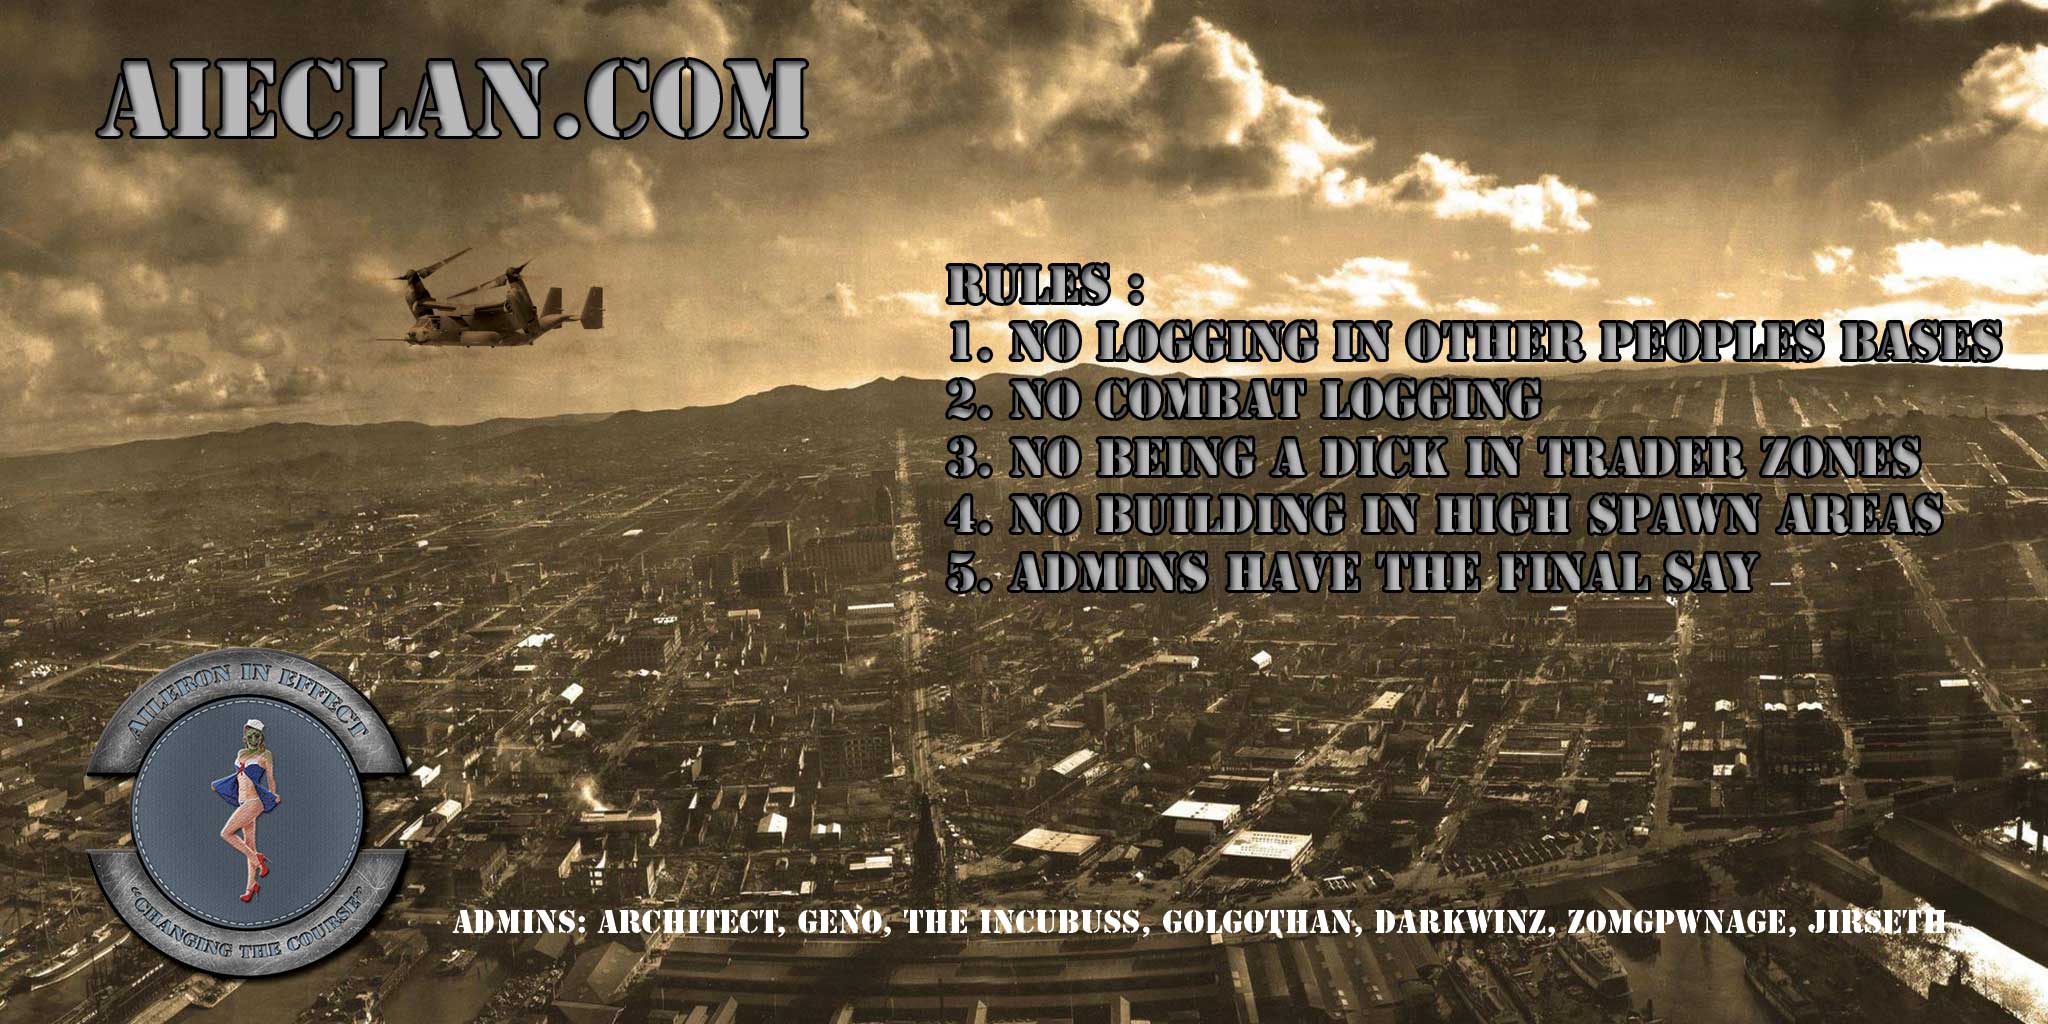 AIECLAN.COM
RULES :
1. NO LOGGING IN OTHER PEOPLES BASES
2. NO COMBAT LOGGING
3. NO BEING A DICK IN TRADER ZONES
4. NO BUILDING IN HIGH SPAWN AREAS
5. ADMINS HAVE THE FINAL SAY
AILERON IN EFFECT
"CHANGING THE COURSE"
ADMINS: ARCHITECT, GENO, THE INCUBUSS, GOLGOTHAN, DARKWINZ, ZOMGPWNAGE, JIRSETH